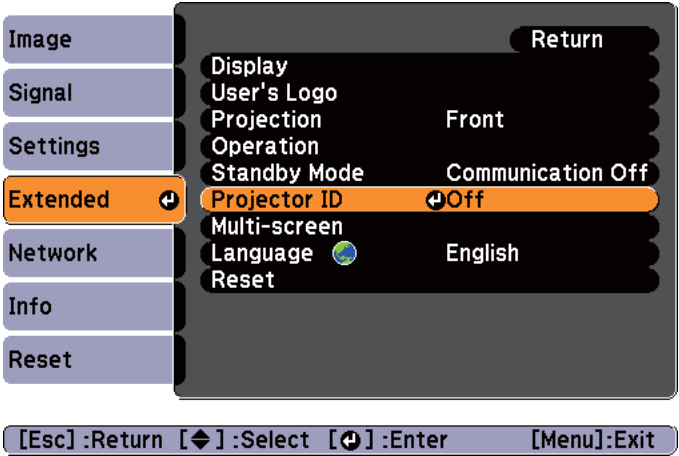 Image
Signal
Settings
Extended
Network
Info
Reset
Return
Display
User's Logo
Projection Front
Operation
Standby Mode Communication Off
Projector ID Off
Multi-screen
Language English
Reset
[Esc] :Return [ ] :Select [ ] :Enter [Menu]:Exit